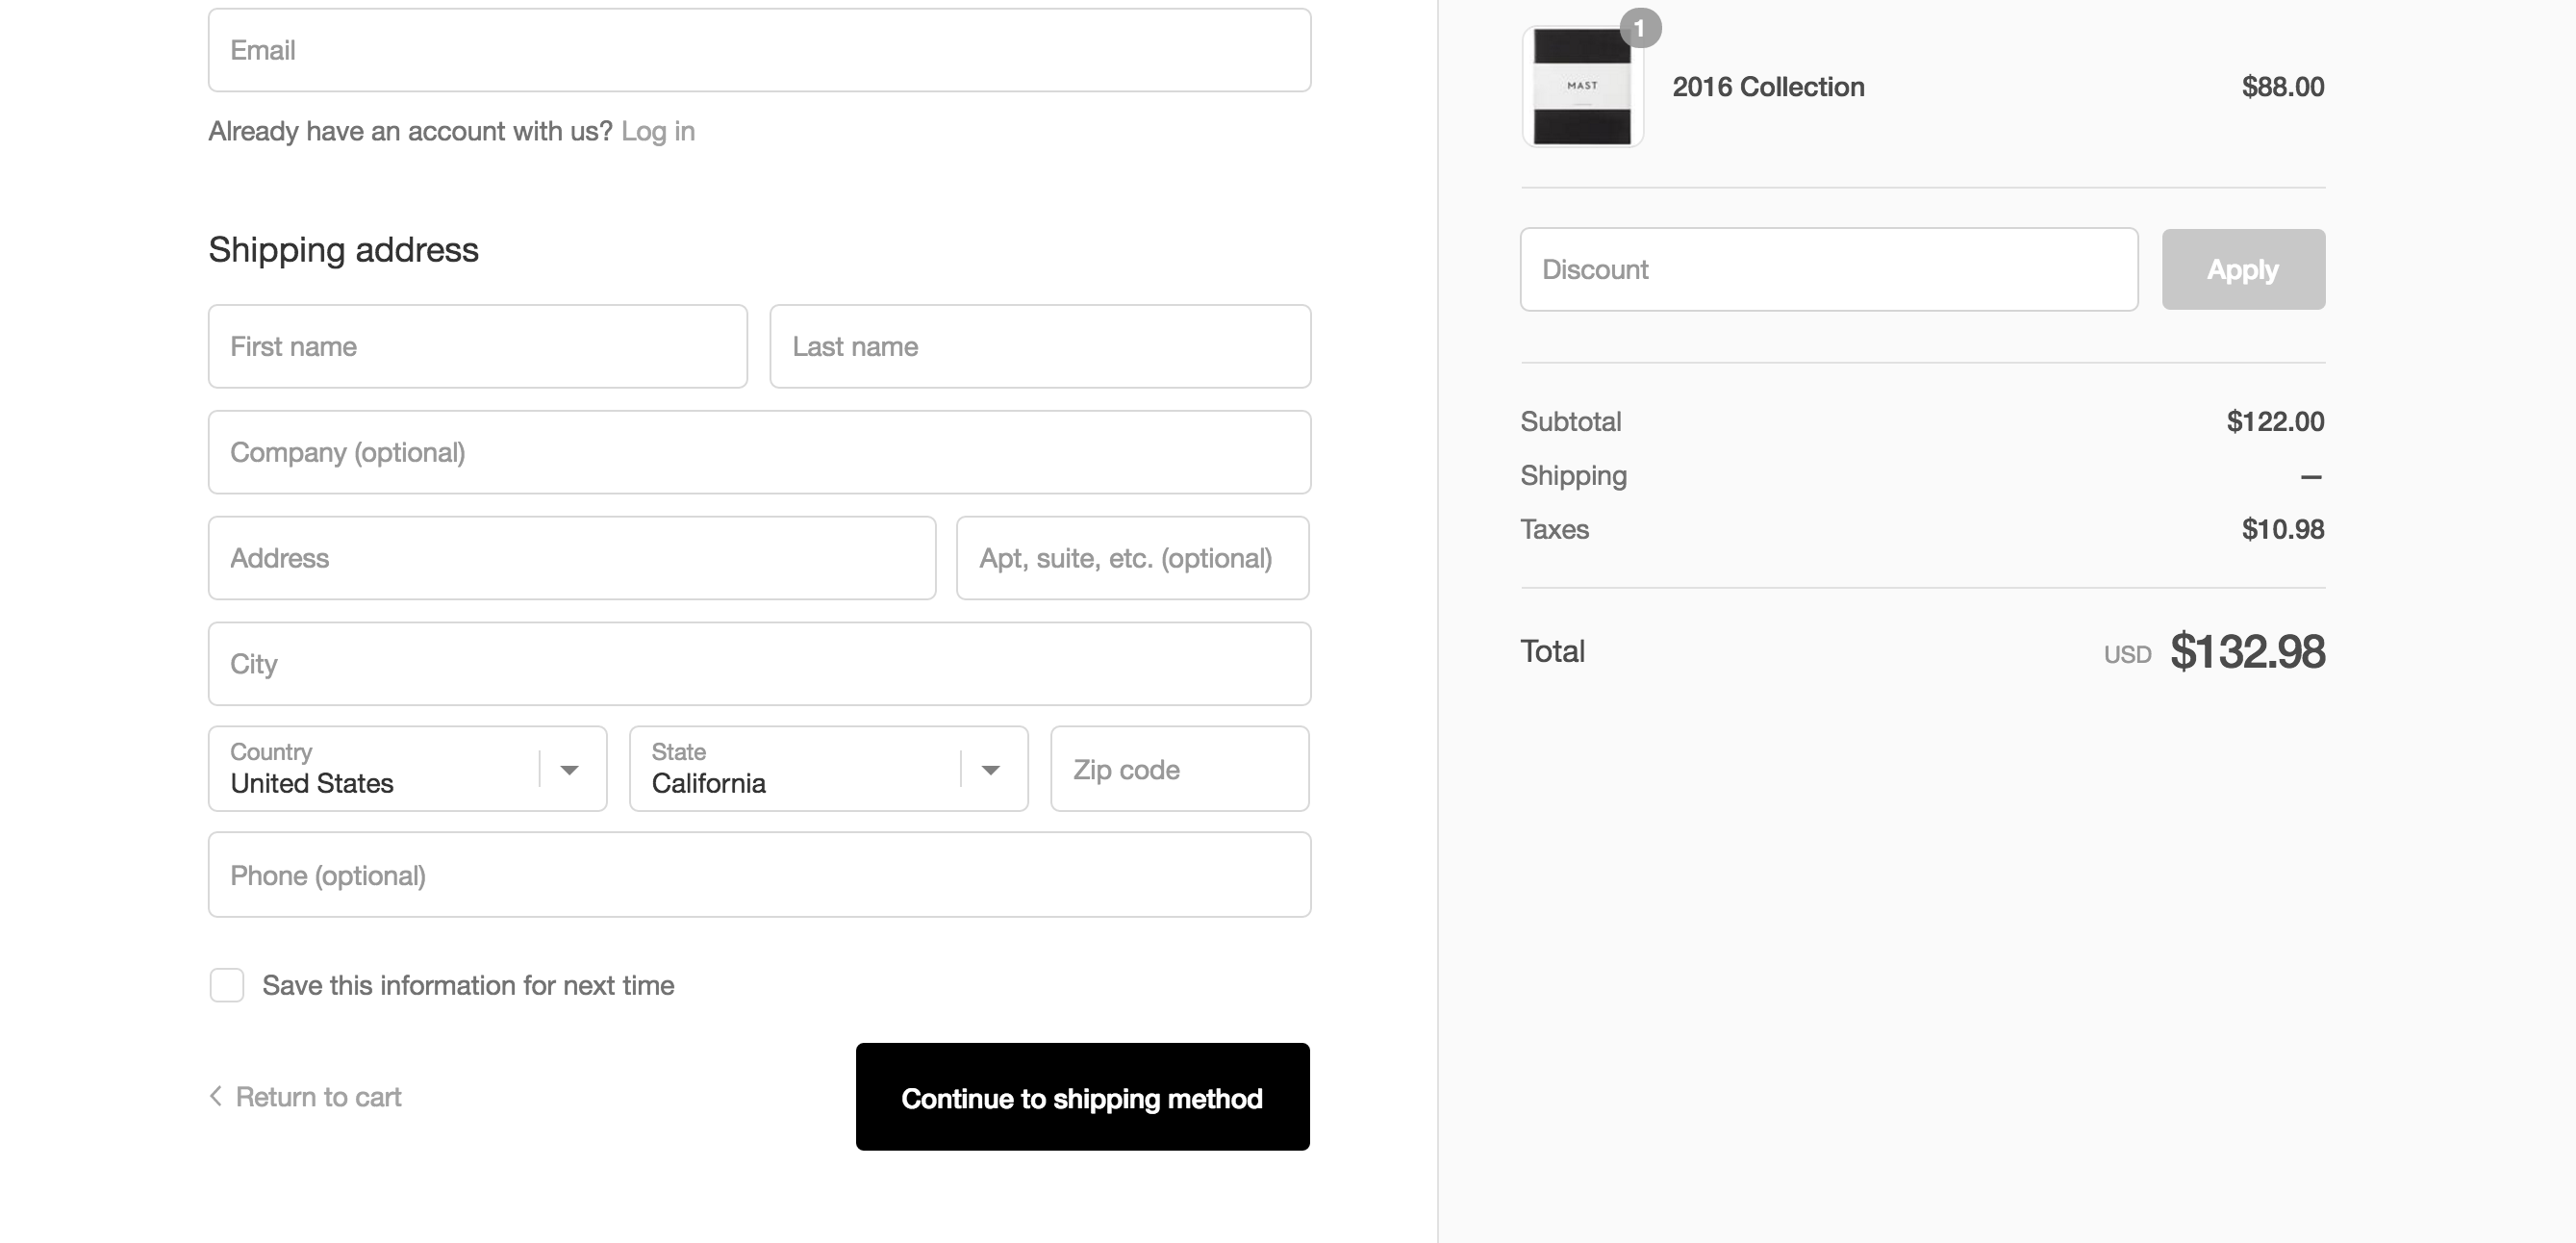 Email
Already have an account with us? Log in
Shipping address
First name
Last name
Company (optional)
Address
Apt, suite, etc. (optional)
City
Country
United States
State
California
Zip code
Phone (optional)
Save this information for next time
Return to cart
Continue to shipping method
1
MAST
2016 Collection
$88.00
Discount
Apply
Subtotal
$122.00
Shipping
—
Taxes
$10.98
Total
USD $132.98